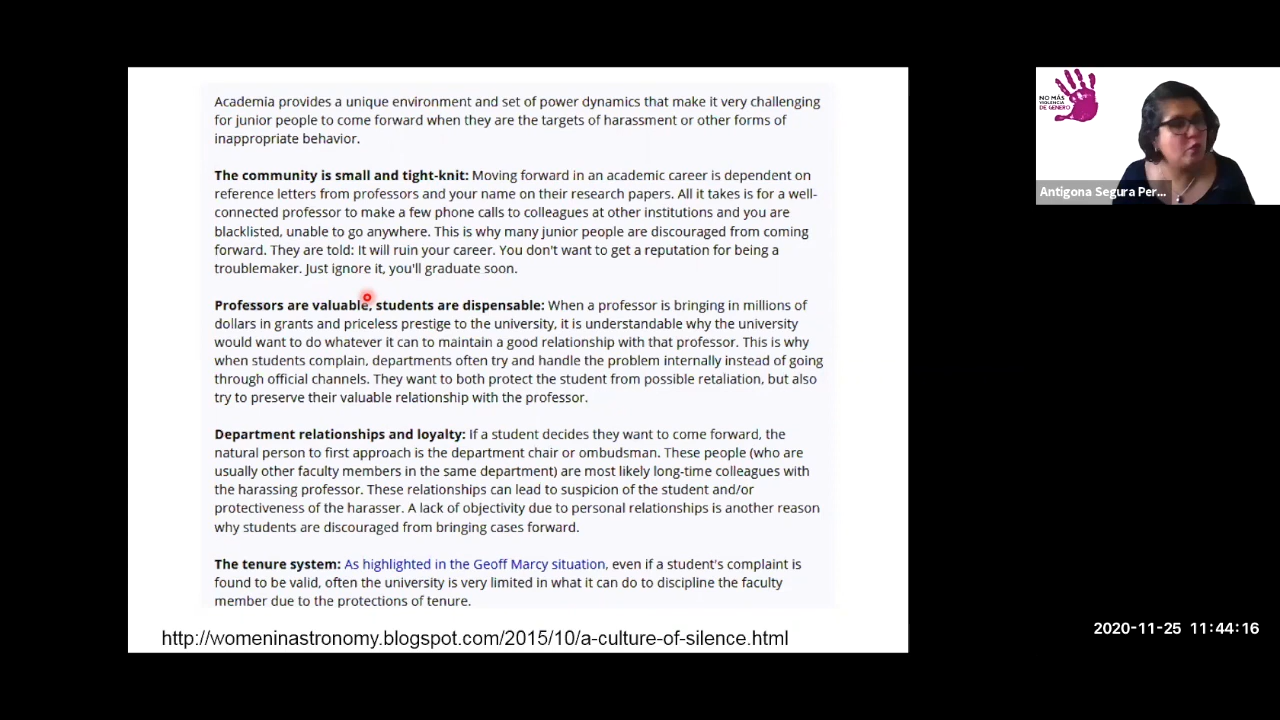 Academia provides a unique environment and set of power dynamics that make it very challenging
for junior people to come forward when they are the targets of harassment or other forms of
inappropriate behavior.
The community is small and tight-knit: Moving forward in an academic career is dependent on
reference letters from professors and your name on their research papers. All it takes is for a well-
connected professor to make a few phone calls to colleagues at other institutions and you are
blacklisted, unable to go anywhere. This is why many junior people are discouraged from coming
forward. They are told: It will ruin your career. You don't want to get a reputation for being a
troublemaker. Just ignore it, you'll graduate soon.
Professors are valuable, students are dispensable: When a professor is bringing in millions of
dollars in grants and priceless prestige to the university, it is understandable why the university
would want to do whatever it can to maintain a good relationship with that professor. This is why
when students complain, departments often try and handle the problem internally instead of going
through official channels. They want to both protect the student from possible retaliation, but also
try to preserve their valuable relationship with the professor.
Department relationships and loyalty: If a student decides they want to come forward, the
natural person to first approach is the department chair or ombudsman. These people (who are
usually other faculty members in the same department) are most likely long-time colleagues with
the harassing professor. These relationships can lead to suspicion of the student and/or
protectiveness of the harasser. A lack of objectivity due to personal relationships is another reason
why students are discouraged from bringing cases forward.
The tenure system: As highlighted in the Geoff Marcy situation, even if a student's complaint is
found to be valid, often the university is very limited in what it can do to discipline the faculty
member due to the protections of tenure.
http://womeninastronomy.blogspot.com/2015/10/a-culture-of-silence.html
NO MÁS
VIOLENCIA
DE GÉNERO
Antígona Segura Per...
2020-11-25 11:44:16